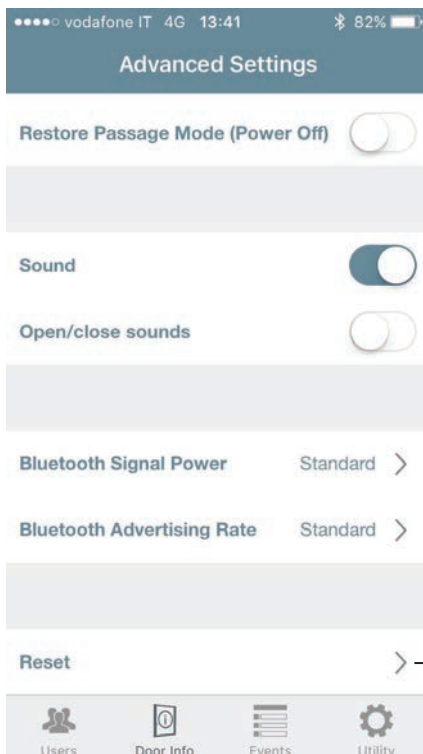 vodafone IT 4G 13:41 82%
Advanced Settings
Restore Passage Mode (Power Off)
Sound
Open/close sounds
Bluetooth Signal Power Standard
Bluetooth Advertising Rate Standard
Reset
Users Door Info Events Utility